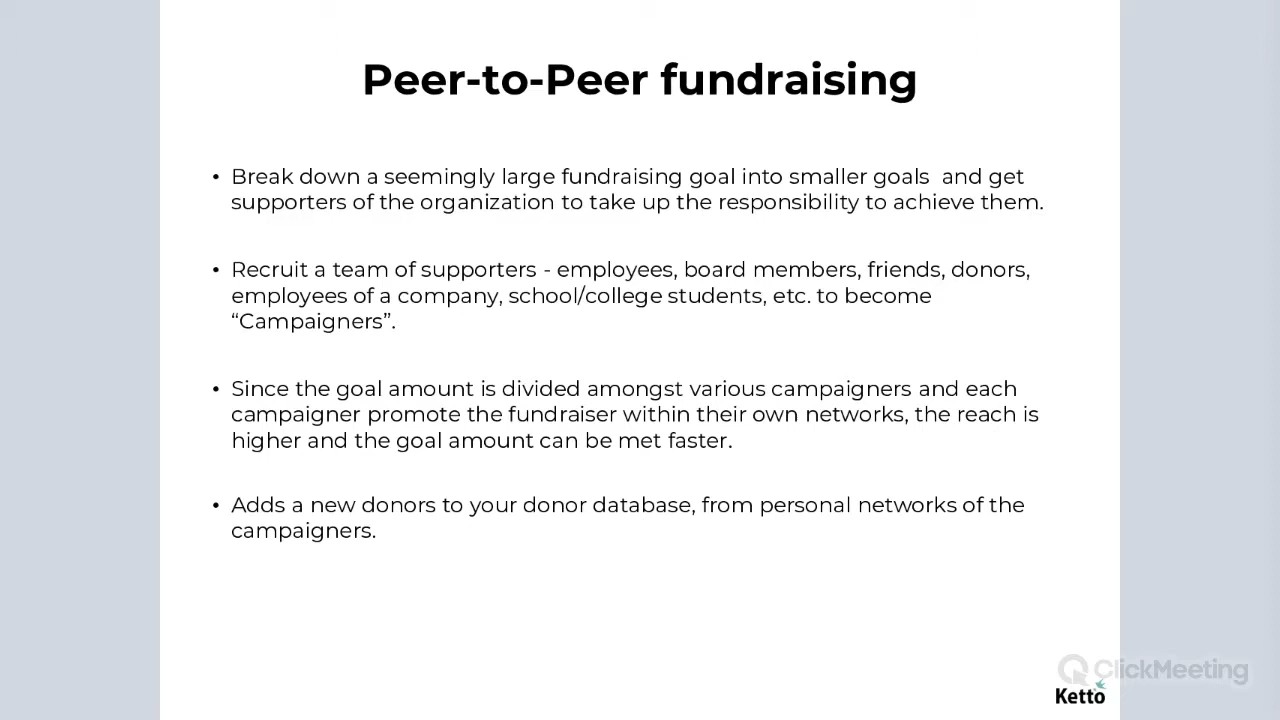 Peer-to-Peer fundraising
• Break down a seemingly large fundraising goal into smaller goals  and get
supporters of the organization to take up the responsibility to achieve them.
• Recruit a team of supporters - employees, board members, friends, donors,
employees of a company, school/college students, etc. to become
“Campaigners”.
• Since the goal amount is divided amongst various campaigners and each
campaigner promote the fundraiser within their own networks, the reach is
higher and the goal amount can be met faster.
• Adds a new donors to your donor database, from personal networks of the
campaigners.
ClickMeeting
Ketto